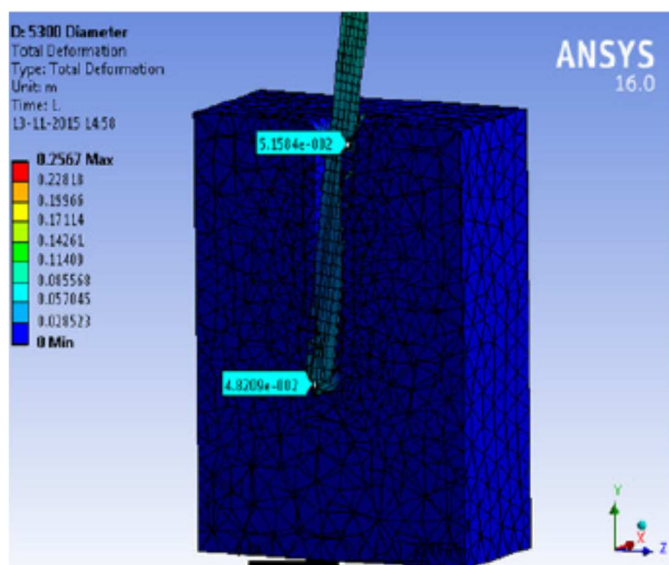 D: 5300 Diameter
Total Deformation
Type: Total Deformation
Unit: m
Time: 1.
13-11-2015 14:58
ANSYS
16.0
0.2567 Max
0.22818
0.19966
0.17114
0.14261
0.11409
0.085568
0.057045
0.028523
0 Min
5.1584e-002
4.8209e-002
Y
X
Z